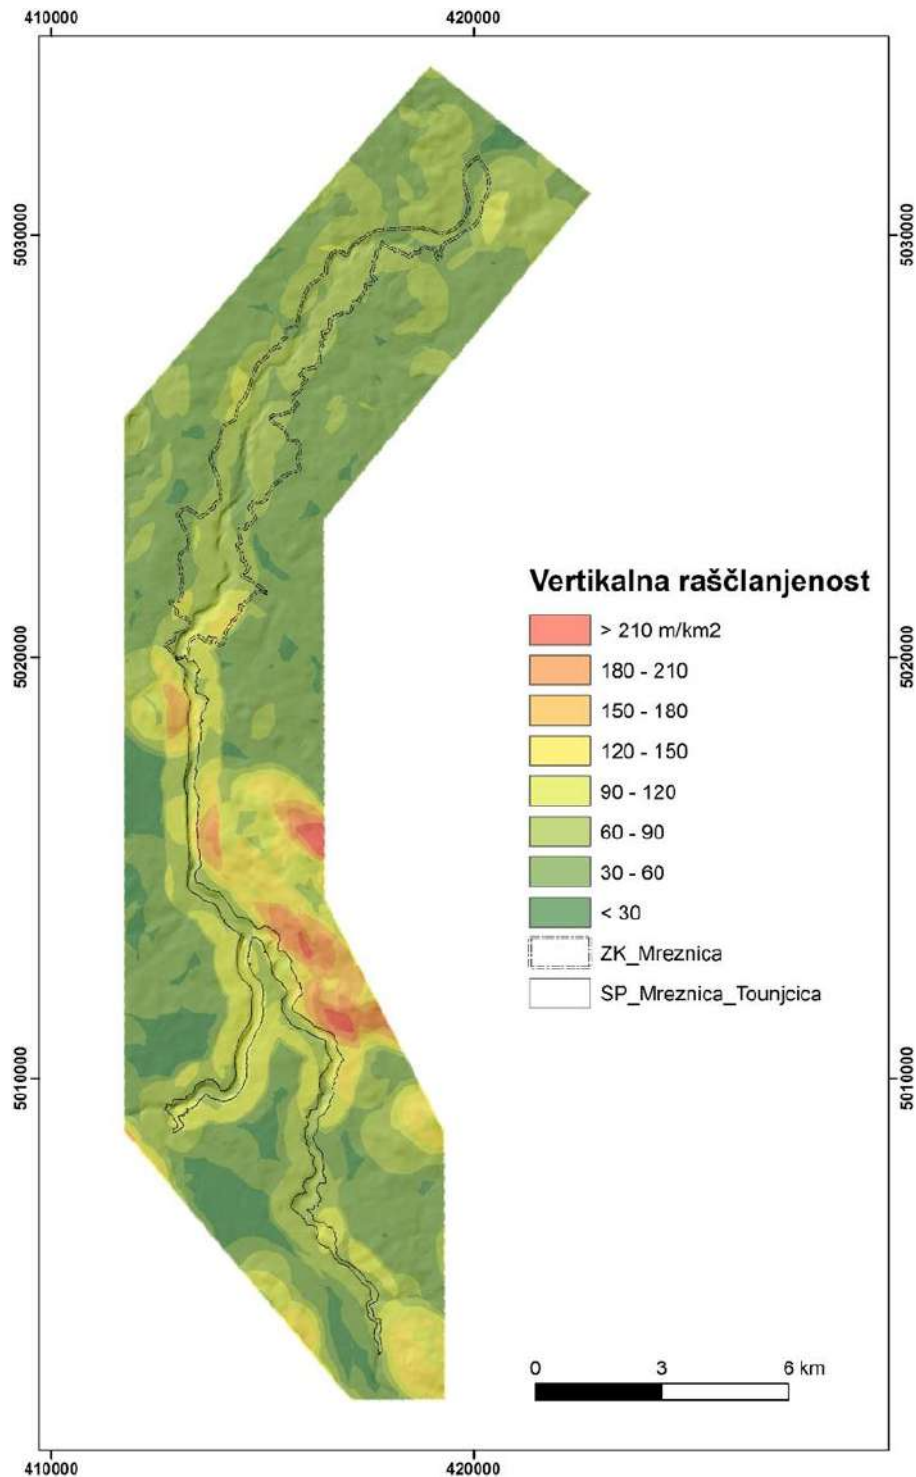 410000 420000
5030000 5030000
Vertikalna raščlanjenost
> 210 m/km2
180 - 210
150 - 180
120 - 150
90 - 120
60 - 90
30 - 60
< 30
ZK_Mreznica
SP_Mreznica_Tounjcica
5020000 5020000
5010000 5010000
0 3 6 km
410000 420000